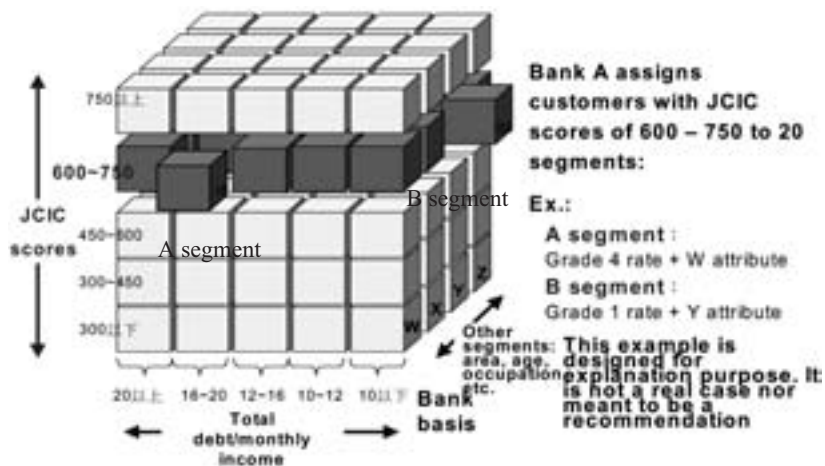 750以上
600~750
JCIC
scores
450~600
300~450
300以下
A segment
B segment
W
X
Y
Z
20以上
16~20
12~16
10~12
10以下
Total
debt/monthly
income
Bank
basis
Other
segments:
area, age,
occupation
etc.
Bank A assigns
customers with JCIC
scores of 600 – 750 to 20
segments:
Ex.:
A segment：
Grade 4 rate + W attribute
B segment：
Grade 1 rate + Y attribute
This example is
designed for
explanation purpose. It
is not a real case nor
meant to be a
recommendation